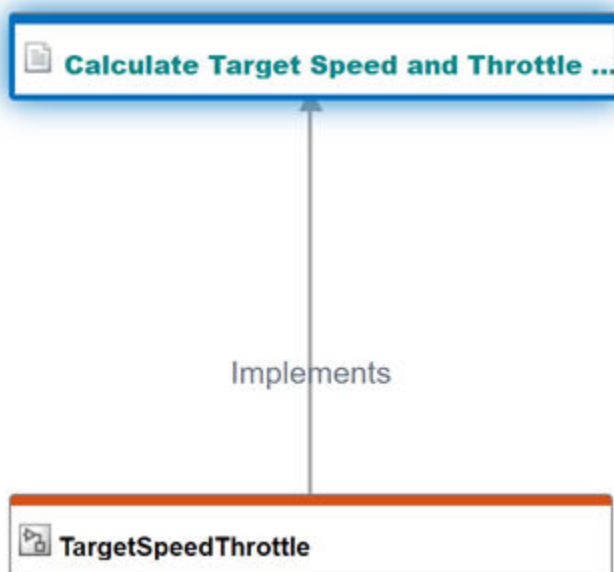 Calculate Target Speed and Throttle ...
Implements
TargetSpeedThrottle